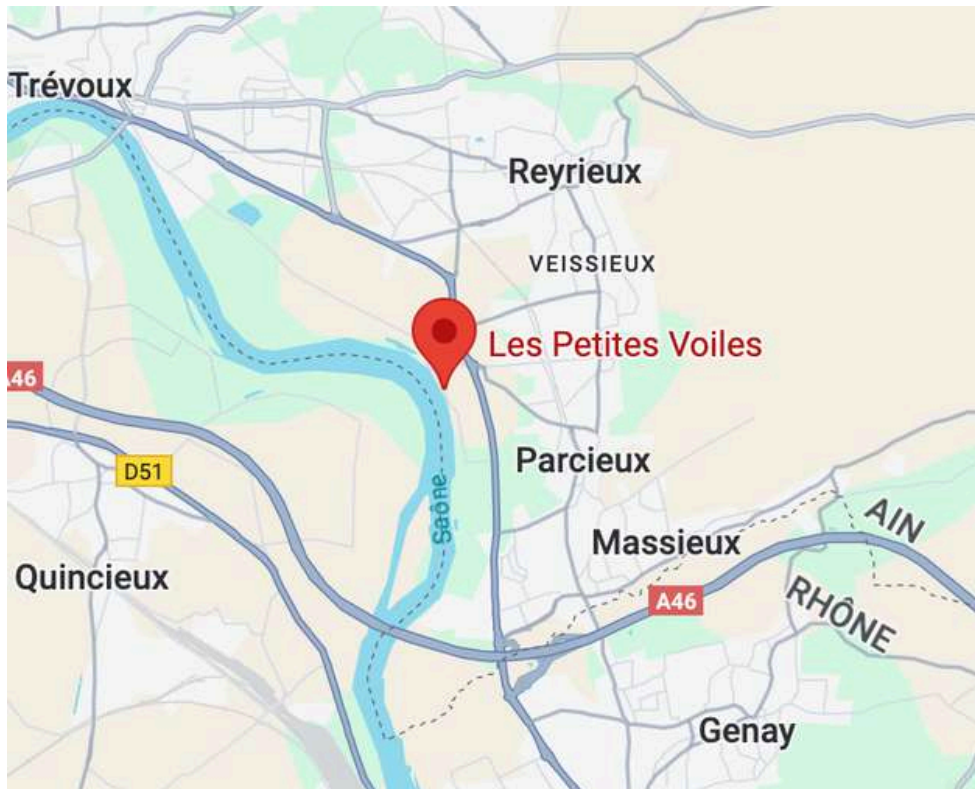 Trévoux
Reyrieux
VEISSIEUX
Les Petites Voiles
A46
D51
Parcieux
Saône
Massieux
AIN
Quincieux
A46
RHÔNE
Genay